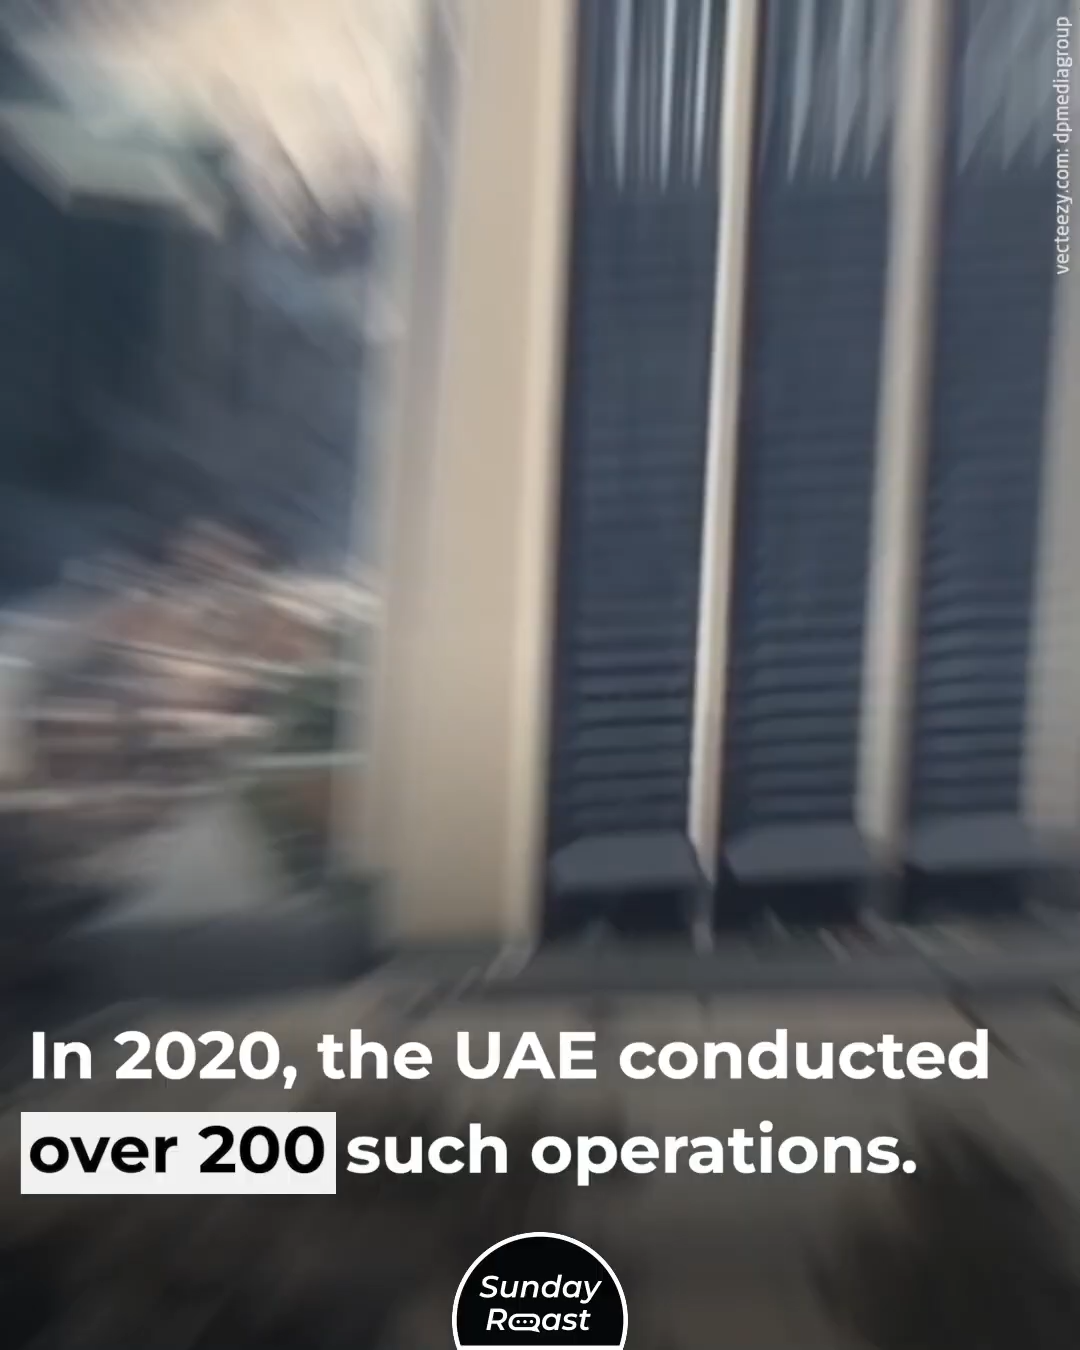 vecteezy.com: dpmediagroup
In 2020, the UAE conducted
over 200 such operations.
Sunday
Roast